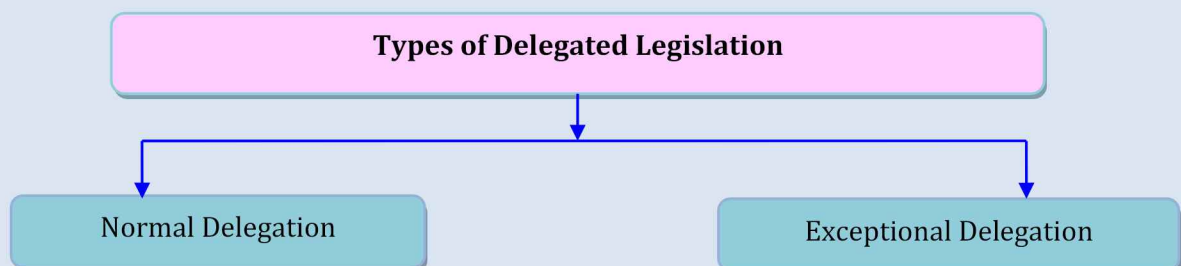 Types of Delegated Legislation
Normal Delegation
Exceptional Delegation